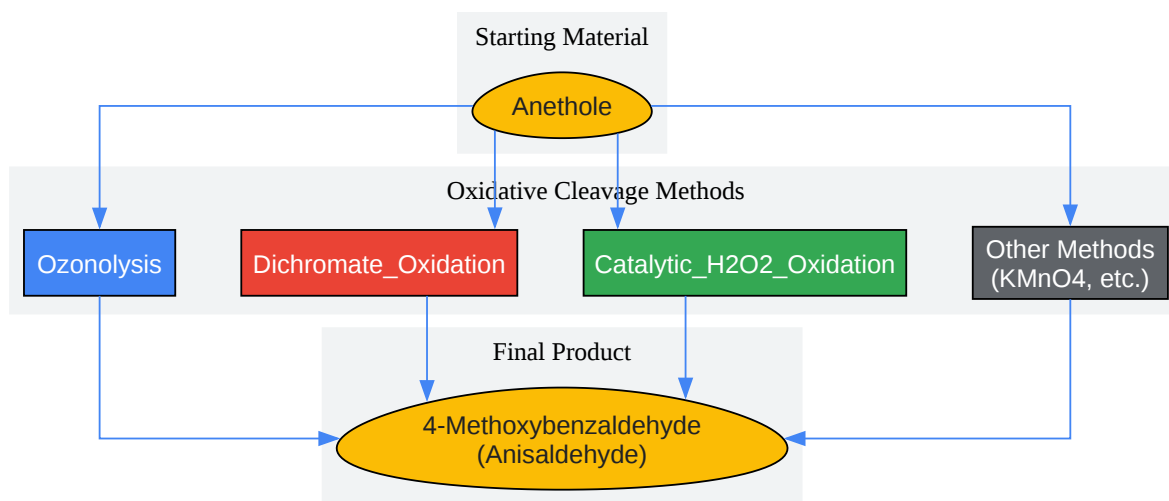 Starting Material
Anethole
Oxidative Cleavage Methods
Ozonolysis
Dichromate_Oxidation
Catalytic_H2O2_Oxidation
Other Methods
(KMnO4, etc.)
Final Product
4-Methoxybenzaldehyde
(Anisaldehyde)